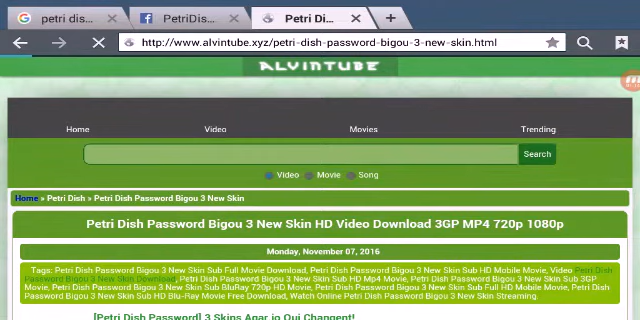 petri dis...
PetriDis...
Petri Di...
http://www.alvintube.xyz/petri-dish-password-bigou-3-new-skin.html
ALVINTUBE
Home Video Movies Trending
Search
Video Movie Song
Home » Petri Dish » Petri Dish Password Bigou 3 New Skin
Petri Dish Password Bigou 3 New Skin HD Video Download 3GP MP4 720p 1080p
Monday, November 07, 2016
Tags: Petri Dish Password Bigou 3 New Skin Sub Full Movie Download, Petri Dish Password Bigou 3 New Skin Sub HD Mobile Movie, Video Petri Dish
Password Bigou 3 New Skin Download, Petri Dish Password Bigou 3 New Skin Sub HD Mp4 Movie, Petri Dish Password Bigou 3 New Skin Sub 3GP
Movie, Petri Dish Password Bigou 3 New Skin Sub BluRay 720p HD Movie, Petri Dish Password Bigou 3 New Skin Sub Full HD Mobile Movie, Petri Dish
Password Bigou 3 New Skin Sub HD Blu-Ray Movie Free Download, Watch Online Petri Dish Password Bigou 3 New Skin Streaming.
[Petri Dish Password] 3 Skins Agar io Qui Changent!